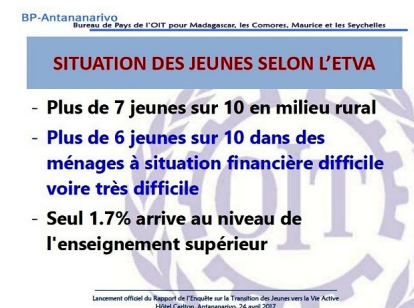 BP-Antananarivo
Bureau de Pays de l'OIT pour Madagascar, les Comores, Maurice et les Seychelles
SITUATION DES JEUNES SELON L'ETVA
- Plus de 7 jeunes sur 10 en milieu rural
- Plus de 6 jeunes sur 10 dans des
ménages à situation financière difficile
voire très difficile
- Seul 1.7% arrive au niveau de
l'enseignement supérieur
OIT
Lancement officiel du Rapport de l'Enquête sur la Transition des Jeunes vers la Vie Active
Hôtel Carlton, Antananarivo, 24 avril 2017